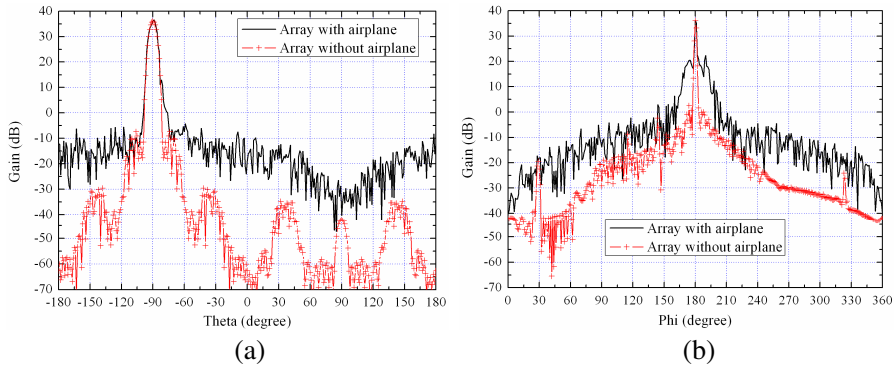 Array with airplane
Array without airplane
Gain (dB)
40
30
20
10
0
-10
-20
-30
-40
-50
-60
-70
-180 -150 -120 -90 -60 -30 0 30 60 90 120 150 180
Theta (degree)
(a)
Gain (dB)
40
30
20
10
0
-10
-20
-30
-40
-50
-60
-70
Array with airplane
Array without airplane
0 30 60 90 120 150 180 210 240 270 300 330 360
Phi (degree)
(b)